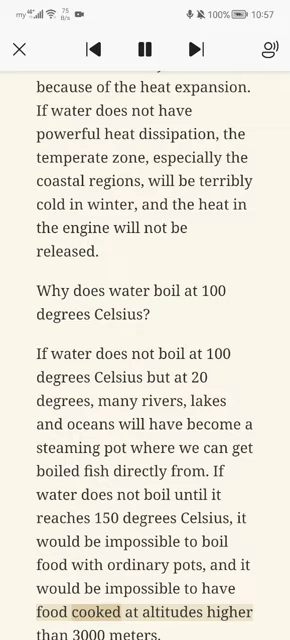 my 4G 75 B/s 100% 10:57
because of the heat expansion.
If water does not have
powerful heat dissipation, the
temperate zone, especially the
coastal regions, will be terribly
cold in winter, and the heat in
the engine will not be
released.
Why does water boil at 100
degrees Celsius?
If water does not boil at 100
degrees Celsius but at 20
degrees, many rivers, lakes
and oceans will have become a
steaming pot where we can get
boiled fish directly from. If
water does not boil until it
reaches 150 degrees Celsius, it
would be impossible to boil
food with ordinary pots, and it
would be impossible to have
food cooked at altitudes higher
than 3000 meters.